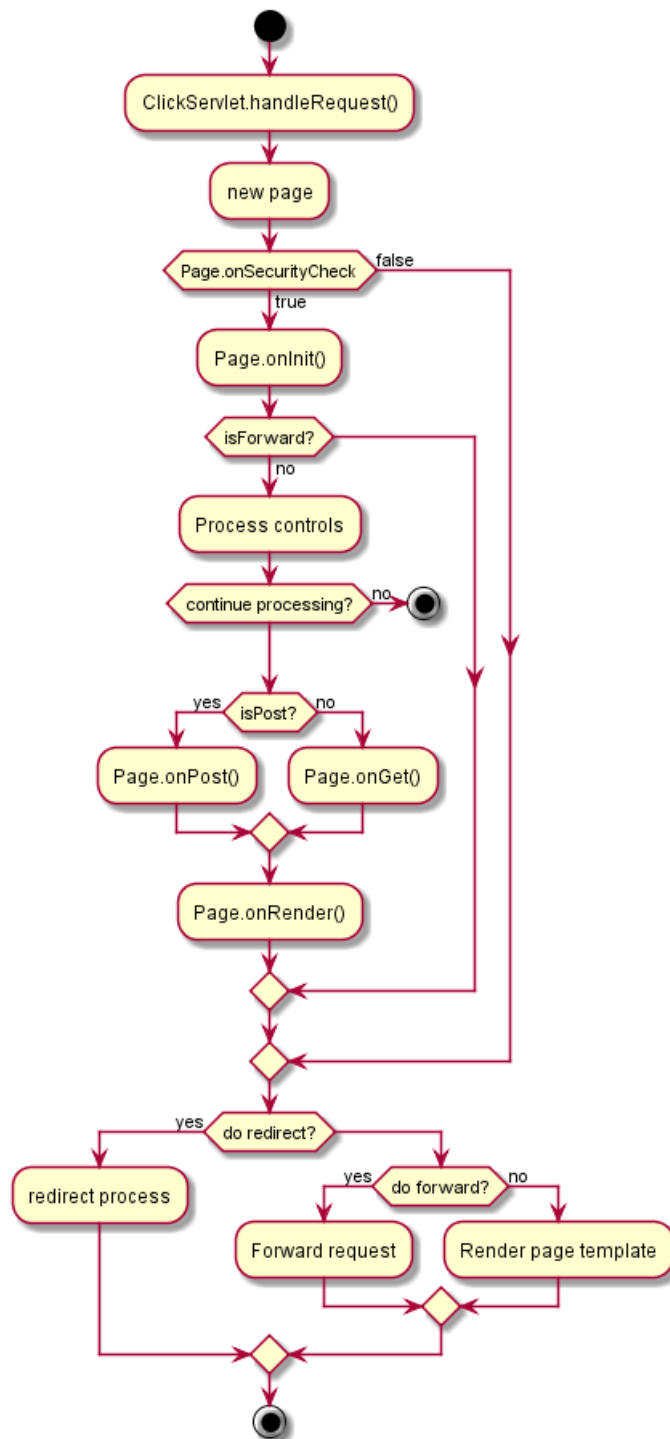 ClickServlet.handleRequest()
new page
Page.onSecurityCheck
false
true
Page.onInit()
isForward?
no
Process controls
continue processing?
no
isPost?
yes
no
Page.onPost()
Page.onGet()
Page.onRender()
do redirect?
yes
redirect process
do forward?
yes
no
Forward request
Render page template